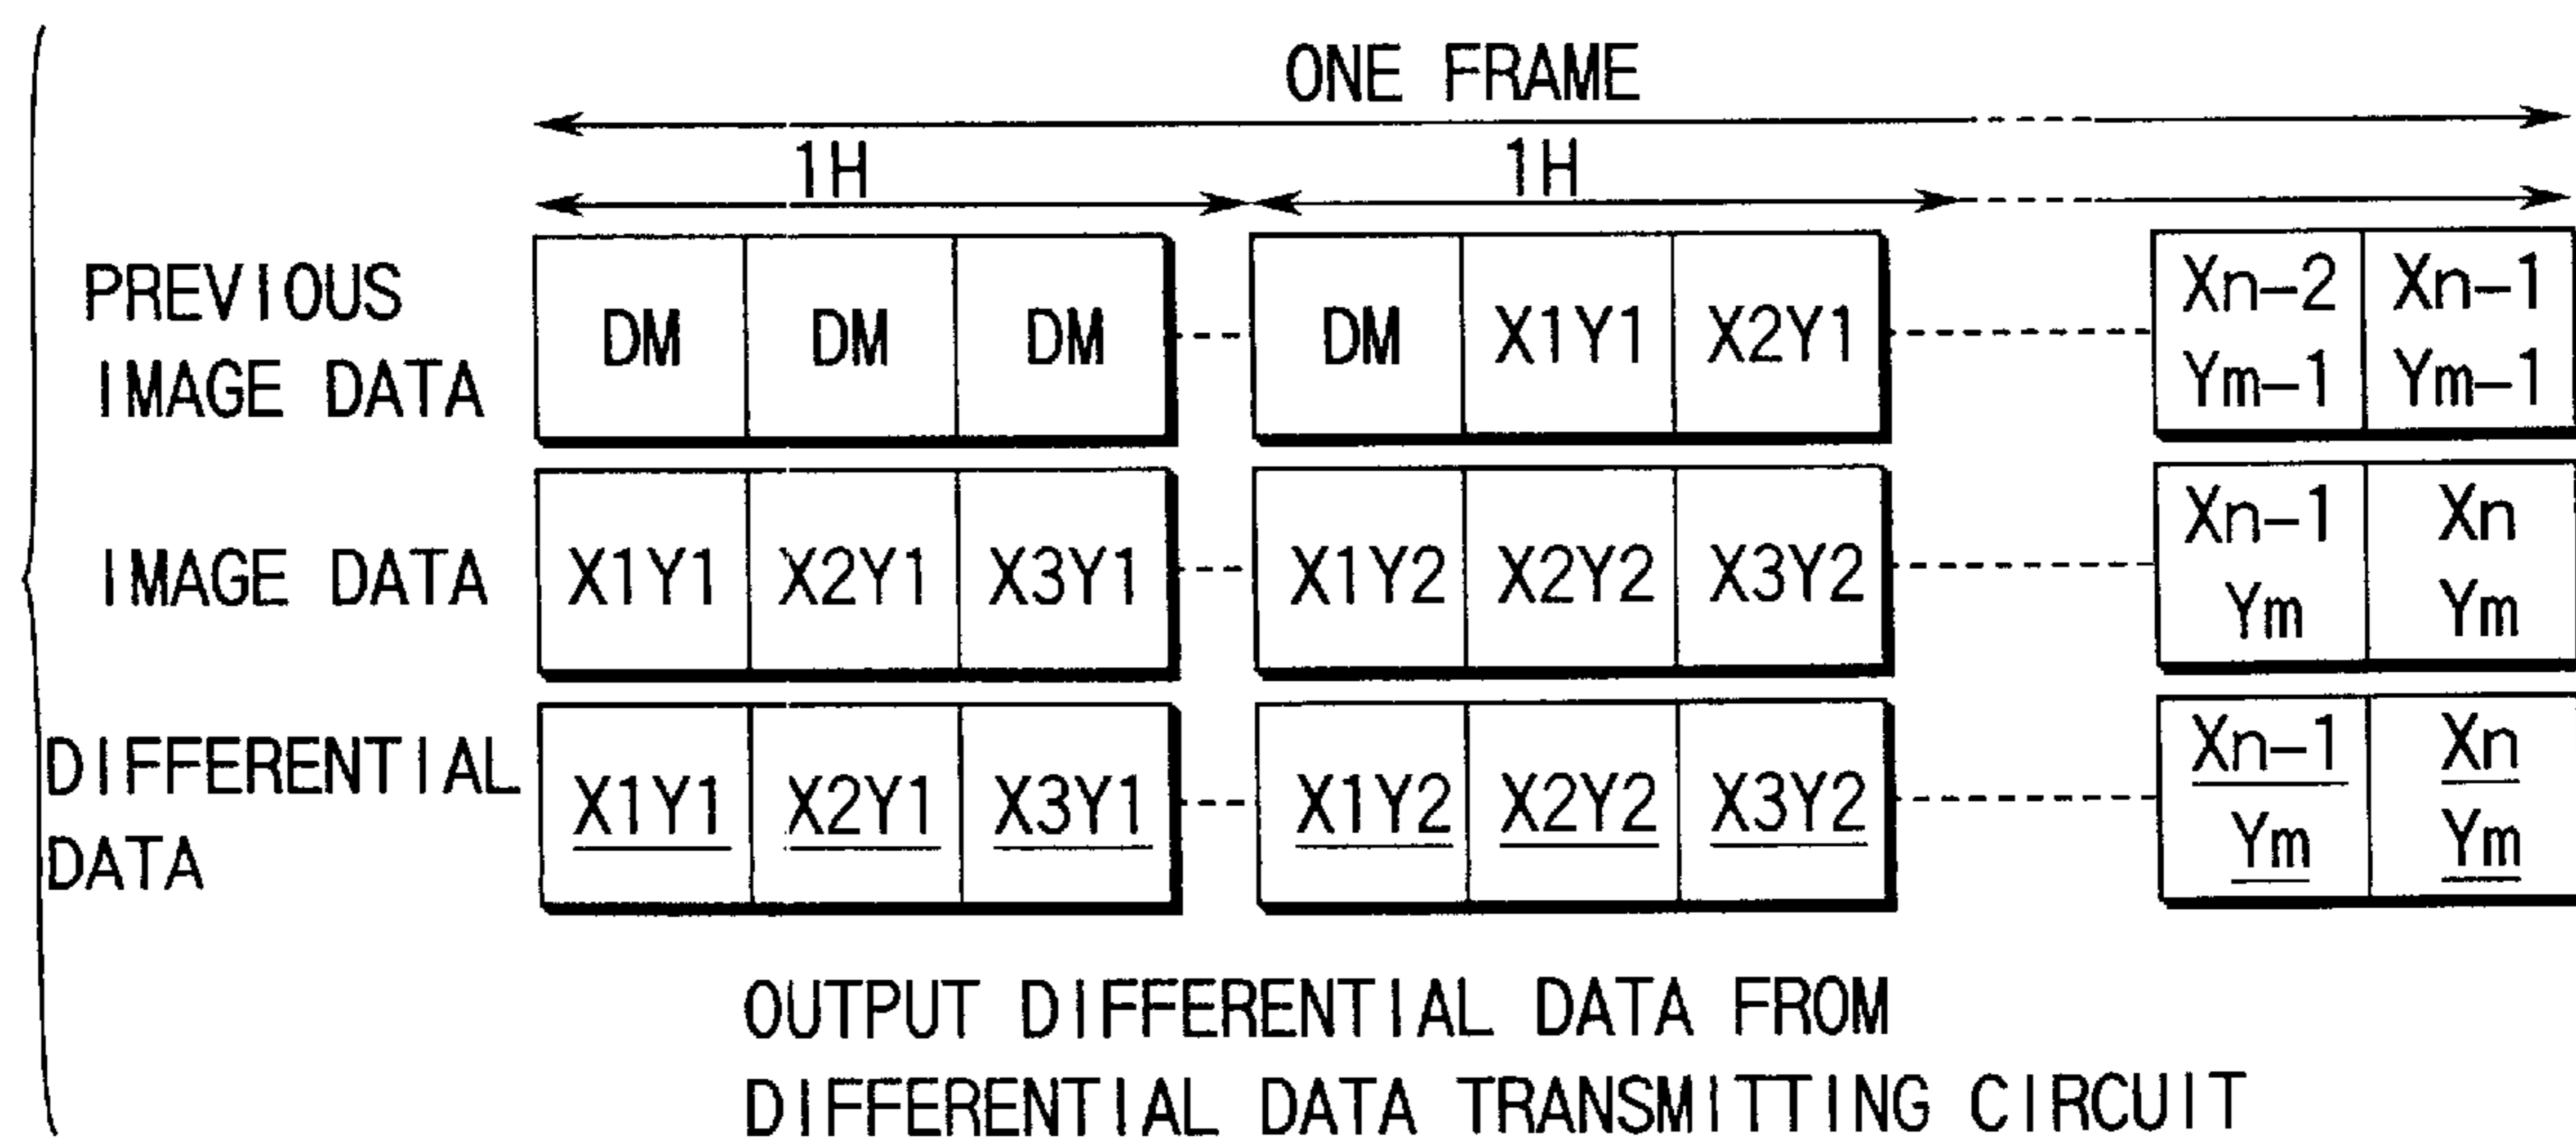 ONE FRAME
1H 1H
PREVIOUS IMAGE DATA
DM DM DM DM X1Y1 X2Y1 Xn-2 Ym-1 Xn-1 Ym-1
IMAGE DATA
X1Y1 X2Y1 X3Y1 X1Y2 X2Y2 X3Y2 Xn-1 Ym Xn Ym
DIFFERENTIAL DATA
X1Y1 X2Y1 X3Y1 X1Y2 X2Y2 X3Y2 Xn-1 Ym Xn Ym
OUTPUT DIFFERENTIAL DATA FROM
DIFFERENTIAL DATA TRANSMITTING CIRCUIT